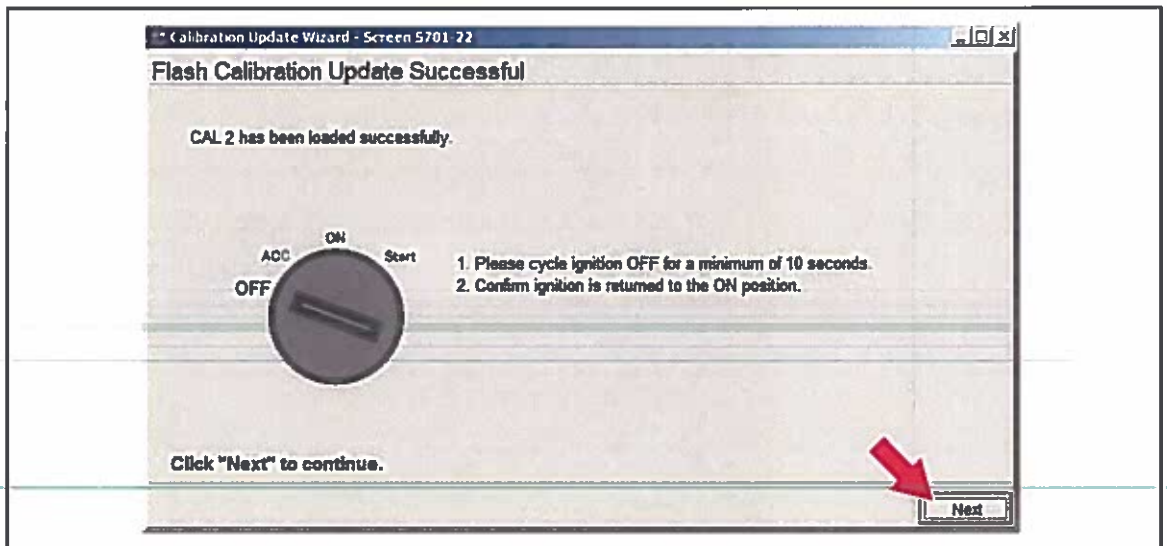 Calibration Update Wizard - Screen S701-22
Flash Calibration Update Successful
CAL 2 has been loaded successfully.
ON
ACC
Start
OFF
1. Please cycle ignition OFF for a minimum of 10 seconds.
2. Confirm ignition is returned to the ON position.
Click "Next" to continue.
Next